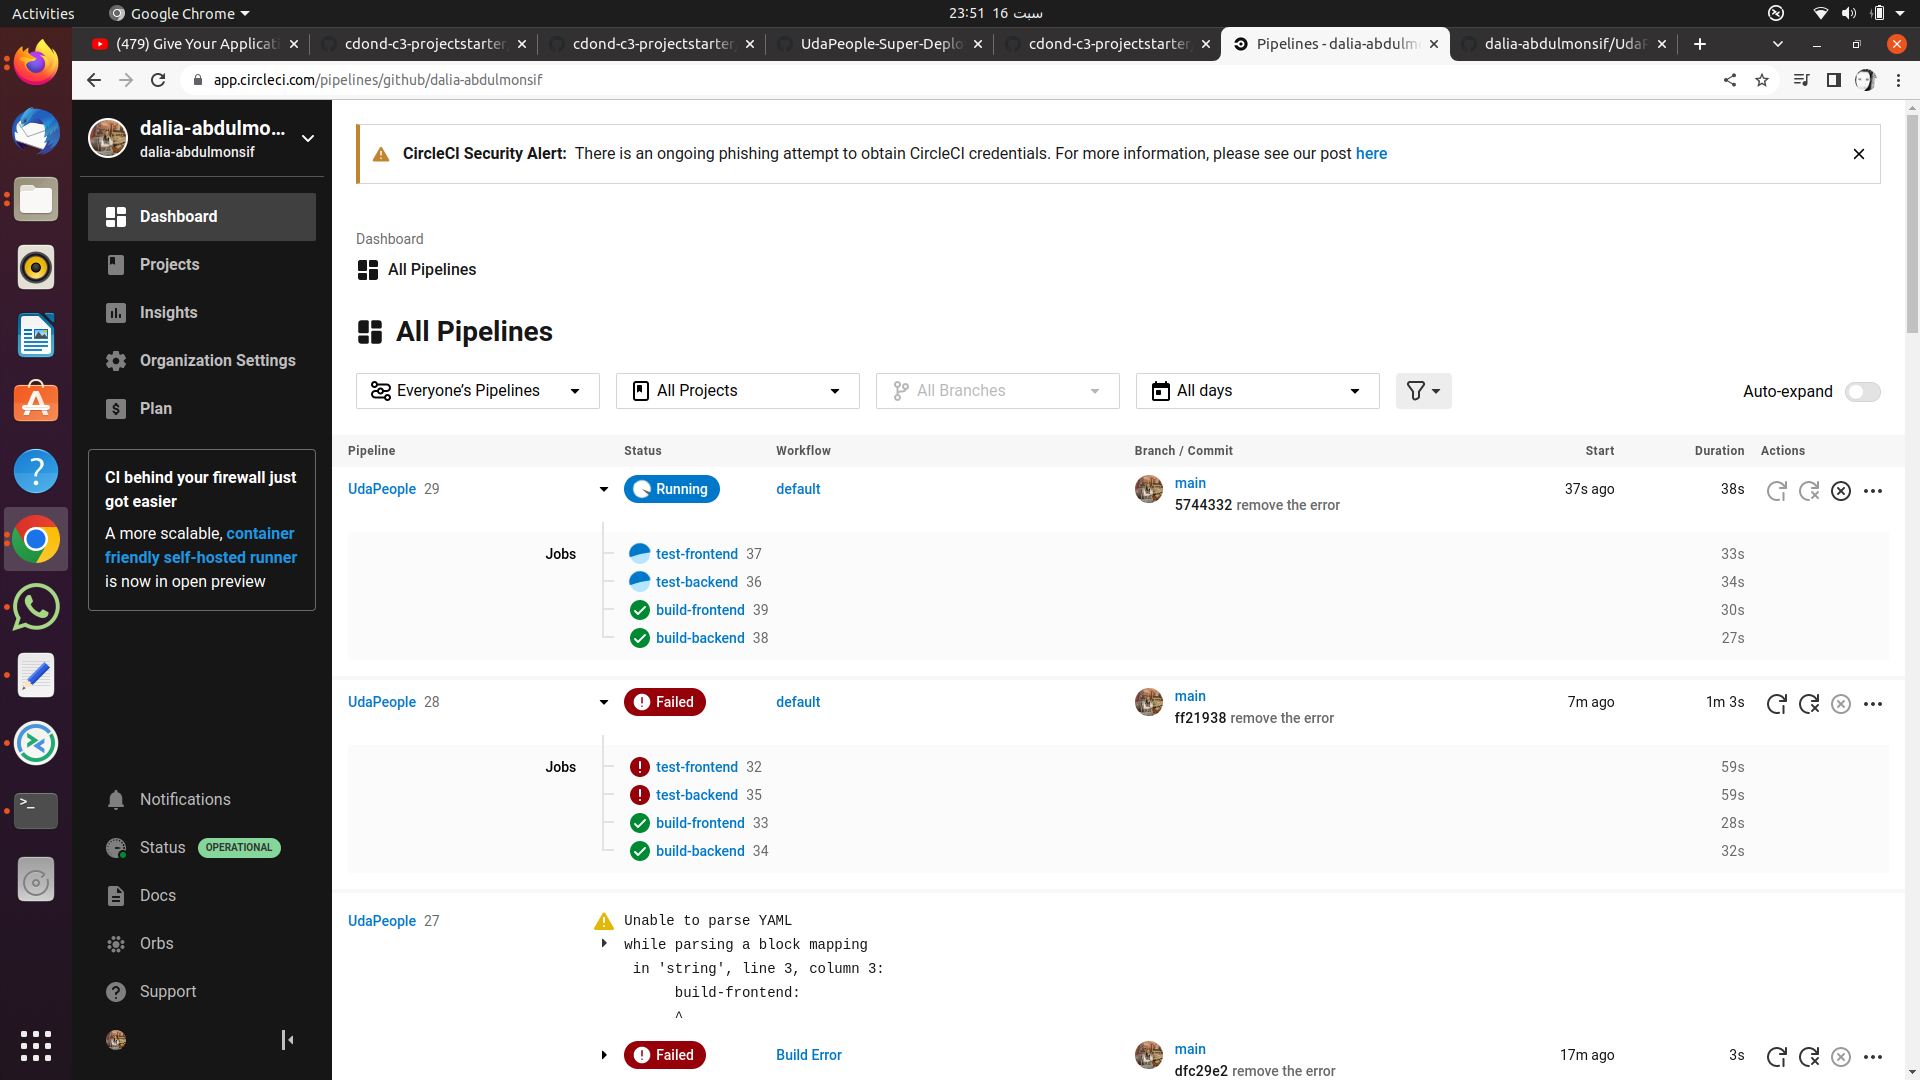 Activities
Google Chrome
23:51 16 سبت
(479) Give Your Applicati
cdond-c3-projectstarter
cdond-c3-projectstarter
UdaPeople-Super-Deplo
cdond-c3-projectstarter
Pipelines - dalia-abdulmo
dalia-abdulmonsif/UdaP
app.circleci.com/pipelines/github/dalia-abdulmonsif
dalia-abdulmo...
dalia-abdulmonsif
Dashboard
Projects
Insights
Organization Settings
Plan
CI behind your firewall just
got easier
A more scalable, container
friendly self-hosted runner
is now in open preview
Notifications
Status OPERATIONAL
Docs
Orbs
Support
CircleCI Security Alert: There is an ongoing phishing attempt to obtain CircleCI credentials. For more information, please see our post here
Dashboard
All Pipelines
All Pipelines
Everyone's Pipelines
All Projects
All Branches
All days
Auto-expand
Pipeline Status Workflow Branch / Commit Start Duration Actions
UdaPeople 29 Running default main 37s ago 38s
5744332 remove the error
Jobs test-frontend 37 33s
test-backend 36 34s
build-frontend 39 30s
build-backend 38 27s
UdaPeople 28 Failed default main 7m ago 1m 3s
ff21938 remove the error
Jobs test-frontend 32 59s
test-backend 35 59s
build-frontend 33 28s
build-backend 34 32s
UdaPeople 27 Unable to parse YAML
while parsing a block mapping
in 'string', line 3, column 3:
build-frontend:
^
Failed Build Error main 17m ago 3s
dfc29e2 remove the error